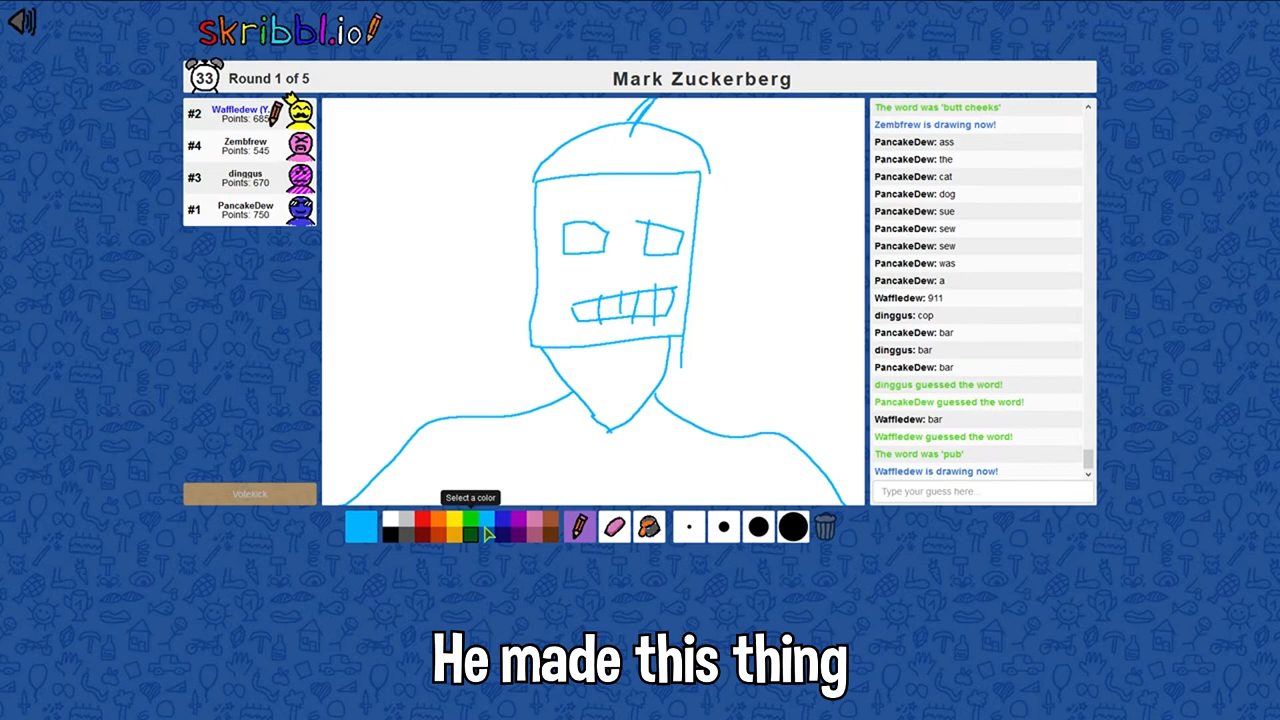 skribbl.io
33
Round 1 of 5
Mark Zuckerberg
#2
Waffledew (Y
Points: 685
#4
Zembfrew
Points: 545
#3
dinggus
Points: 670
#1
PancakeDew
Points: 750
Votekick
The word was 'butt cheeks'
Zembfrew is drawing now!
PancakeDew: ass
PancakeDew: the
PancakeDew: cat
PancakeDew: dog
PancakeDew: sue
PancakeDew: sew
PancakeDew: sew
PancakeDew: was
PancakeDew: a
Waffledew: 911
dinggus: cop
PancakeDew: bar
dinggus: bar
PancakeDew: bar
dinggus guessed the word!
PancakeDew guessed the word!
Waffledew: bar
Waffledew guessed the word!
The word was 'pub'
Waffledew is drawing now!
Type your guess here...
Select a color
He made this thing